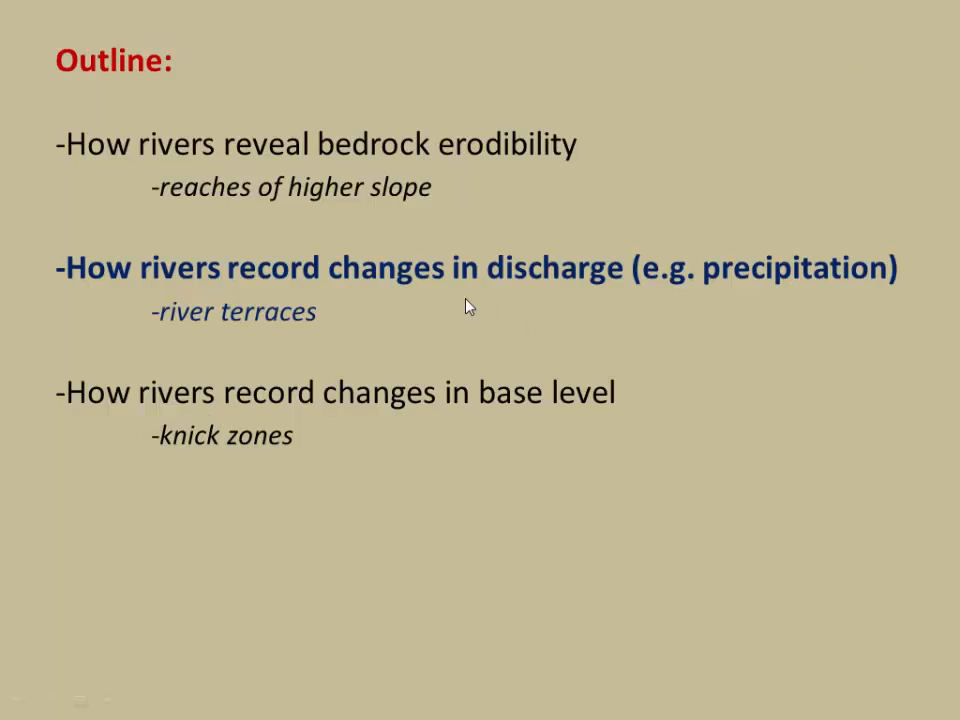 Outline:
-How rivers reveal bedrock erodibility
-reaches of higher slope
-How rivers record changes in discharge (e.g. precipitation)
-river terraces
-How rivers record changes in base level
-knick zones